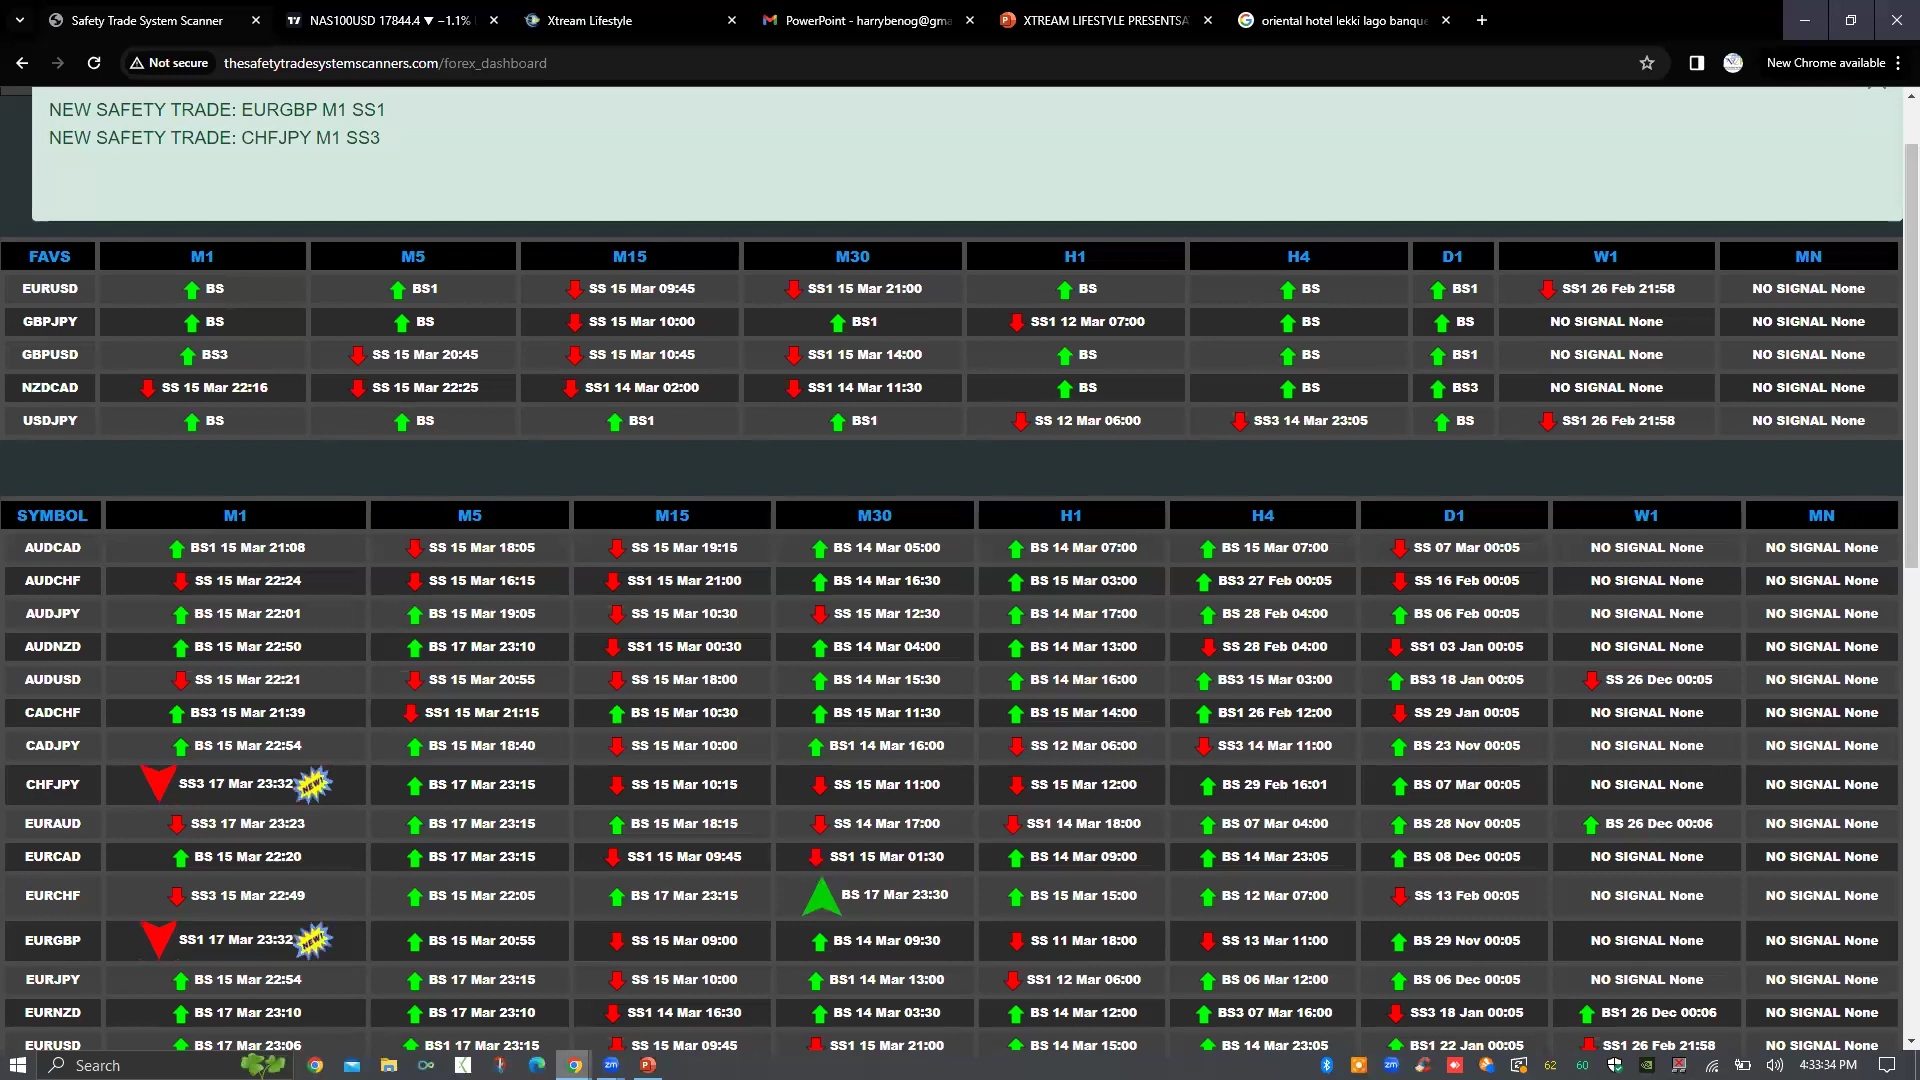 Safety Trade System Scanner
NAS100USD 17844.4 ▼ −1.1%
Xtream Lifestyle
PowerPoint - harrybenog@gma
XTREAM LIFESTYLE PRESENTSA
oriental hotel lekki lago banque
Not secure thesafetytradesystemscanners.com/forex_dashboard New Chrome available
NEW SAFETY TRADE: EURGBP M1 SS1
NEW SAFETY TRADE: CHFJPY M1 SS3
FAVS M1 M5 M15 M30 H1 H4 D1 W1 MN
EURUSD BS BS1 SS 15 Mar 09:45 SS1 15 Mar 21:00 BS BS BS1 SS1 26 Feb 21:58 NO SIGNAL None
GBPJPY BS BS SS 15 Mar 10:00 BS1 SS1 12 Mar 07:00 BS BS NO SIGNAL None NO SIGNAL None
GBPUSD BS3 SS 15 Mar 20:45 SS 15 Mar 10:45 SS1 15 Mar 14:00 BS BS BS1 NO SIGNAL None NO SIGNAL None
NZDCAD SS 15 Mar 22:16 SS 15 Mar 22:25 SS1 14 Mar 02:00 SS1 14 Mar 11:30 BS BS BS3 NO SIGNAL None NO SIGNAL None
USDJPY BS BS BS1 BS1 SS 12 Mar 06:00 SS3 14 Mar 23:05 BS SS1 26 Feb 21:58 NO SIGNAL None
SYMBOL M1 M5 M15 M30 H1 H4 D1 W1 MN
AUDCAD BS1 15 Mar 21:08 SS 15 Mar 18:05 SS 15 Mar 19:15 BS 14 Mar 05:00 BS 14 Mar 07:00 BS 15 Mar 07:00 SS 07 Mar 00:05 NO SIGNAL None NO SIGNAL None
AUDCHF SS 15 Mar 22:24 SS 15 Mar 16:15 SS1 15 Mar 21:00 BS 14 Mar 16:30 BS 15 Mar 03:00 BS3 27 Feb 00:05 SS 16 Feb 00:05 NO SIGNAL None NO SIGNAL None
AUDJPY BS 15 Mar 22:01 BS 15 Mar 19:05 SS 15 Mar 10:30 SS 15 Mar 12:30 BS 14 Mar 17:00 BS 28 Feb 04:00 BS 06 Feb 00:05 NO SIGNAL None NO SIGNAL None
AUDNZD BS 15 Mar 22:50 BS 17 Mar 23:10 SS1 15 Mar 00:30 BS 14 Mar 04:00 BS 14 Mar 13:00 SS 28 Feb 04:00 SS1 03 Jan 00:05 NO SIGNAL None NO SIGNAL None
AUDUSD SS 15 Mar 22:21 SS 15 Mar 20:55 SS 15 Mar 18:00 BS 14 Mar 15:30 BS 14 Mar 16:00 BS3 15 Mar 03:00 BS3 18 Jan 00:05 SS 26 Dec 00:05 NO SIGNAL None
CADCHF BS3 15 Mar 21:39 SS1 15 Mar 21:15 BS 15 Mar 10:30 BS 15 Mar 11:30 BS 15 Mar 14:00 BS1 26 Feb 12:00 SS 29 Jan 00:05 NO SIGNAL None NO SIGNAL None
CADJPY BS 15 Mar 22:54 BS 15 Mar 18:40 SS 15 Mar 10:00 BS1 14 Mar 16:00 SS 12 Mar 06:00 SS3 14 Mar 11:00 BS 23 Nov 00:05 NO SIGNAL None NO SIGNAL None
CHFJPY SS3 17 Mar 23:32 NEW! BS 17 Mar 23:15 SS 15 Mar 10:15 SS 15 Mar 11:00 SS 15 Mar 12:00 BS 29 Feb 16:01 BS 07 Mar 00:05 NO SIGNAL None NO SIGNAL None
EURAUD SS3 17 Mar 23:23 BS 17 Mar 23:15 BS 15 Mar 18:15 SS 14 Mar 17:00 SS1 14 Mar 18:00 BS 07 Mar 04:00 BS 28 Nov 00:05 BS 26 Dec 00:06 NO SIGNAL None
EURCAD BS 15 Mar 22:20 BS 17 Mar 23:15 SS1 15 Mar 09:45 SS1 15 Mar 01:30 BS 14 Mar 09:00 BS 14 Mar 23:05 BS 08 Dec 00:05 NO SIGNAL None NO SIGNAL None
EURCHF SS3 15 Mar 22:49 BS 15 Mar 22:05 BS 17 Mar 23:15 BS 17 Mar 23:30 BS 15 Mar 15:00 BS 12 Mar 07:00 SS 13 Feb 00:05 NO SIGNAL None NO SIGNAL None
EURGBP SS1 17 Mar 23:32 NEW! BS 15 Mar 20:55 SS 15 Mar 09:00 BS 14 Mar 09:30 SS 11 Mar 18:00 SS 13 Mar 11:00 BS 29 Nov 00:05 NO SIGNAL None NO SIGNAL None
EURJPY BS 15 Mar 22:54 BS 17 Mar 23:15 SS 15 Mar 10:00 BS1 14 Mar 13:00 SS1 12 Mar 06:00 BS 06 Mar 12:00 BS 06 Dec 00:05 NO SIGNAL None NO SIGNAL None
EURNZD BS 17 Mar 23:10 BS 17 Mar 23:10 SS1 14 Mar 16:30 BS 14 Mar 03:30 BS 14 Mar 12:00 BS3 07 Mar 16:00 SS3 18 Jan 00:05 BS1 26 Dec 00:06 NO SIGNAL None
EURUSD BS 17 Mar 23:06 BS1 17 Mar 23:15 SS 15 Mar 09:45 SS1 15 Mar 21:00 BS 14 Mar 15:00 BS 14 Mar 23:05 BS1 22 Jan 00:05 SS1 26 Feb 21:58 NO SIGNAL None
Search zm zm 62 60 4:33:34 PM